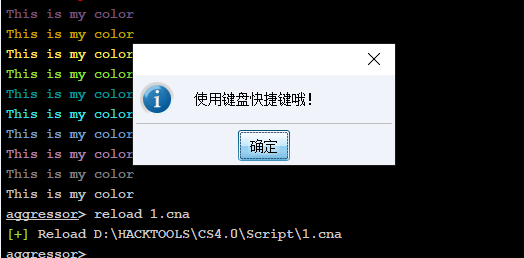 This is my color
This is my color
This is my color
This is my color
This is my color
This is my color
This is my color
This is my color
This is my color
This is my color
使用键盘快捷键哦!
确定
aggressor> reload 1.cna
[+] Reload D:\HACKTOOLS\CS4.0\Script\1.cna
aggressor>